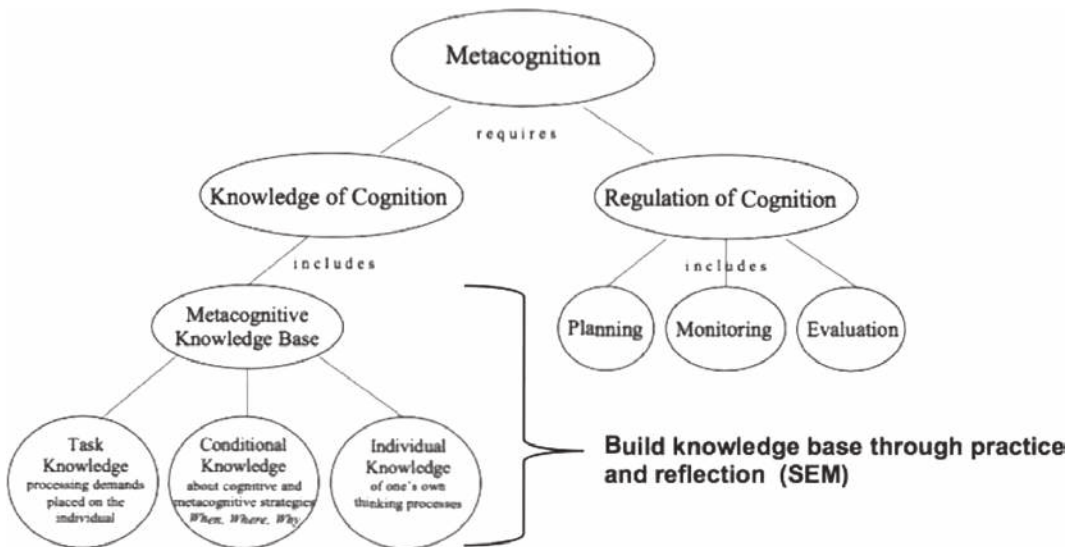 Metacognition
requires
Knowledge of Cognition
Regulation of Cognition
includes
includes
Metacognitive
Knowledge Base
Planning
Monitoring
Evaluation
Task
Knowledge
processing demands
placed on the
individual
Conditional
Knowledge
about cognitive and
metacognitive strategies
When, Where, Why
Individual
Knowledge
of one's own
thinking processes
Build knowledge base through practice
and reflection (SEM)